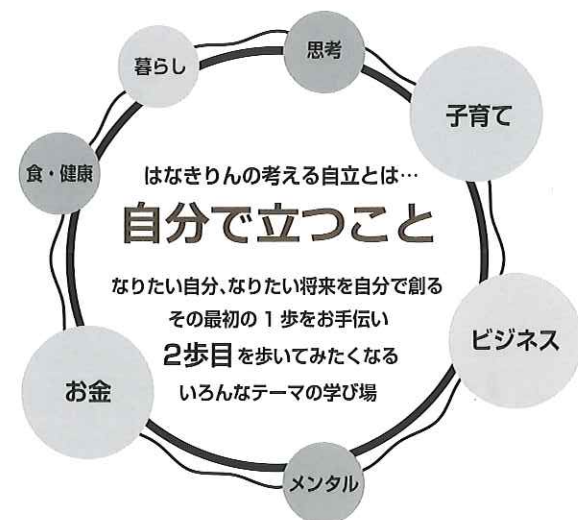 思考
暮らし
子育て
食・健康
はなきりんの考える自立とは…
自分で立つこと
なりたい自分、なりたい将来を自分で創る
その最初の 1 歩をお手伝い
2歩目を歩いてみたくなる
いろんなテーマの学び場
ビジネス
お金
メンタル